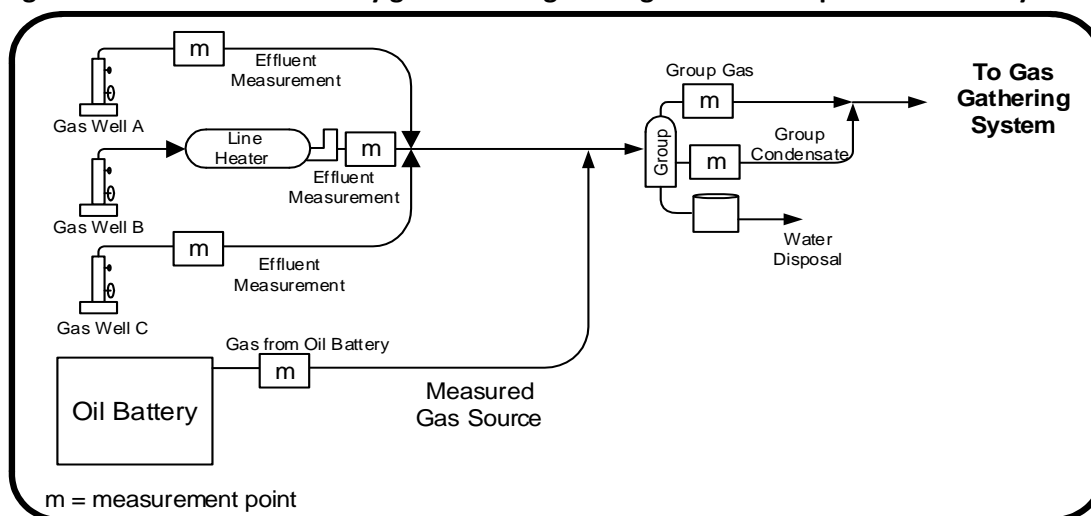 m
Effluent
Measurement
Gas Well A
Line
Heater
m
Effluent
Measurement
Gas Well B
m
Effluent
Measurement
Gas Well C
Gas from Oil Battery
m
Oil Battery
Measured
Gas Source
Group Gas
m
Group
m
Group
Condensate
Water
Disposal
To Gas
Gathering
System
m = measurement point